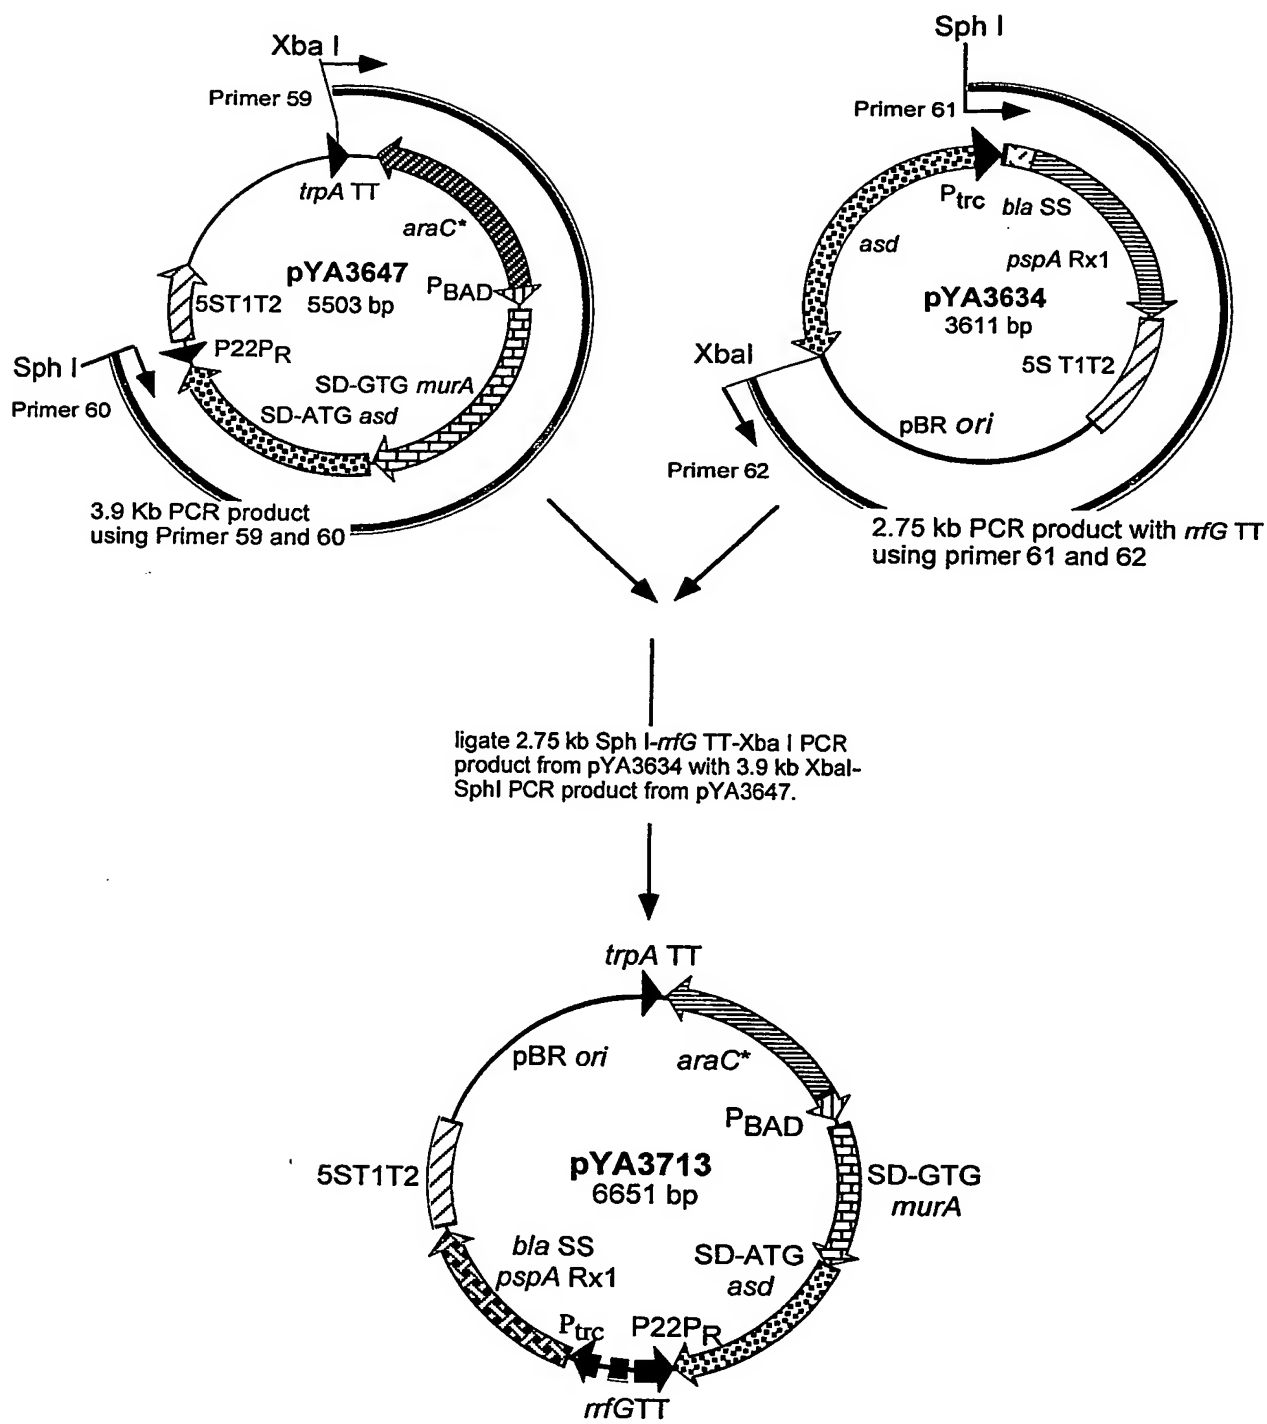 Xba I
Primer 59
trpA TT
araC*
pYA3647
5503 bp
PBAD
5ST1T2
P22PR
Sph I
Primer 60
SD-GTG murA
SD-ATG asd
3.9 Kb PCR product
using Primer 59 and 60
Sph I
Primer 61
Ptrc
bla SS
asd
pspA Rx1
pYA3634
3611 bp
XbaI
5S T1T2
pBR ori
Primer 62
2.75 kb PCR product with rrfG TT
using primer 61 and 62
ligate 2.75 kb Sph I-rrfG TT-Xba I PCR
product from pYA3634 with 3.9 kb XbaI-
SphI PCR product from pYA3647.
trpA TT
pBR ori
araC*
PBAD
5ST1T2
pYA3713
6651 bp
SD-GTG
murA
bla SS
pspA Rx1
SD-ATG
asd
Ptrc
P22PR
rrfGTT